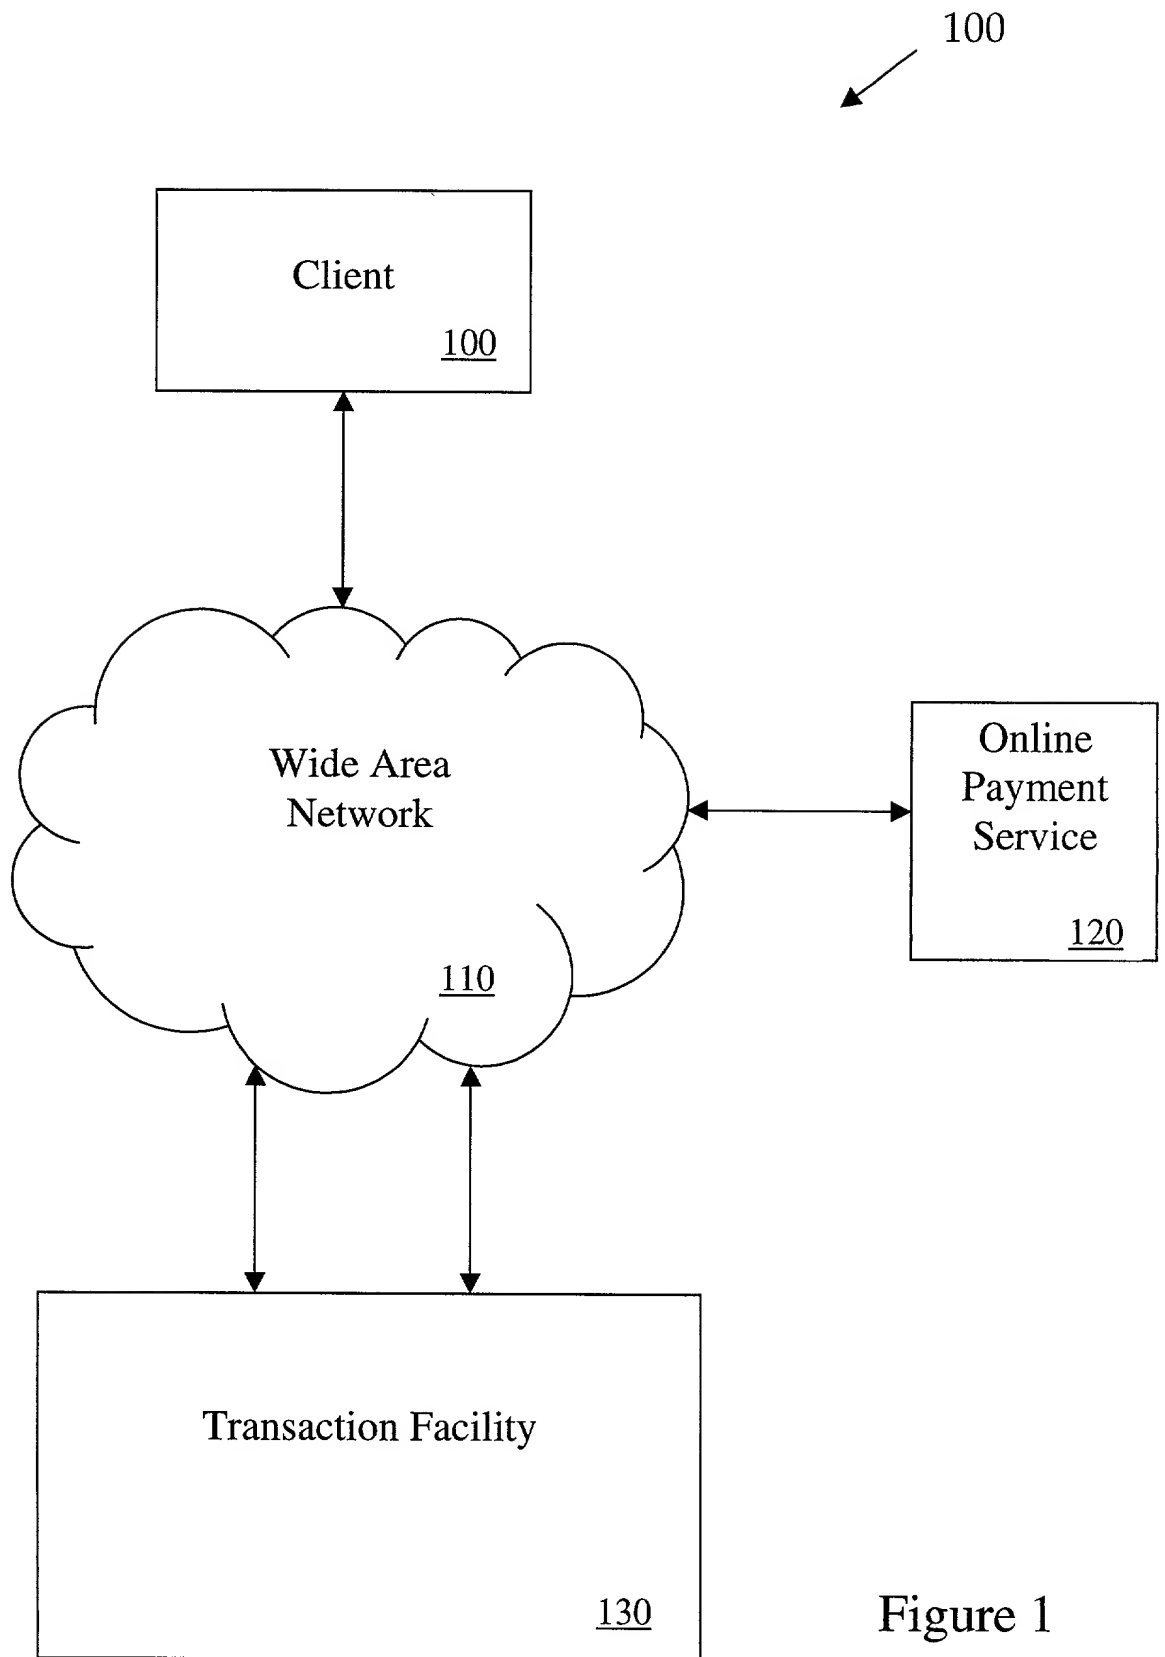 100
Client
100
Wide Area
Network
110
Online
Payment
Service
120
Transaction Facility
130
Figure 1